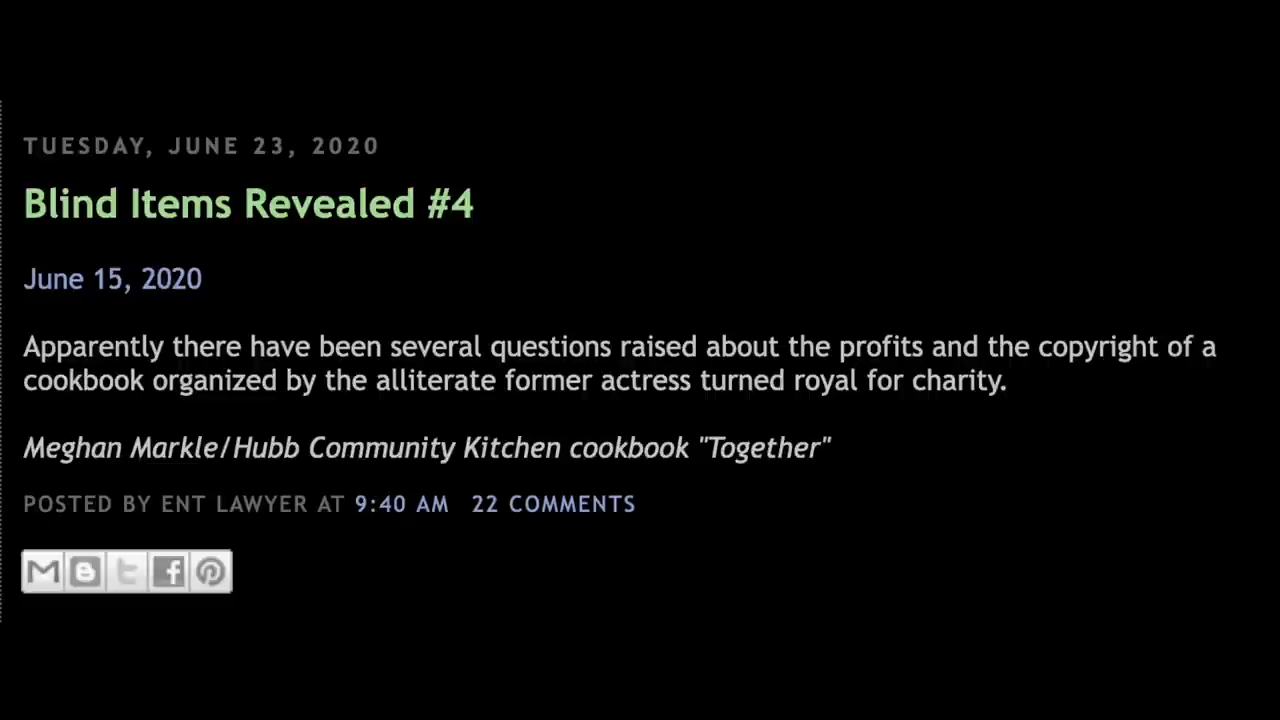 TUESDAY, JUNE 23, 2020
Blind Items Revealed #4
June 15, 2020
Apparently there have been several questions raised about the profits and the copyright of a
cookbook organized by the alliterate former actress turned royal for charity.
Meghan Markle/Hubb Community Kitchen cookbook "Together"
POSTED BY ENT LAWYER AT 9:40 AM 22 COMMENTS